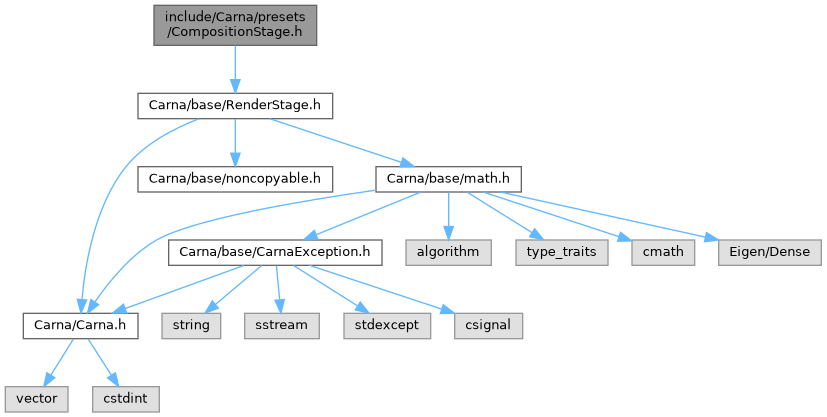 include/Carna/presets
/CompositionStage.h
Carna/base/RenderStage.h
Carna/base/noncopyable.h
Carna/base/math.h
Carna/base/CarnaException.h
algorithm
type_traits
cmath
Eigen/Dense
Carna/Carna.h
string
sstream
stdexcept
csignal
vector
cstdint